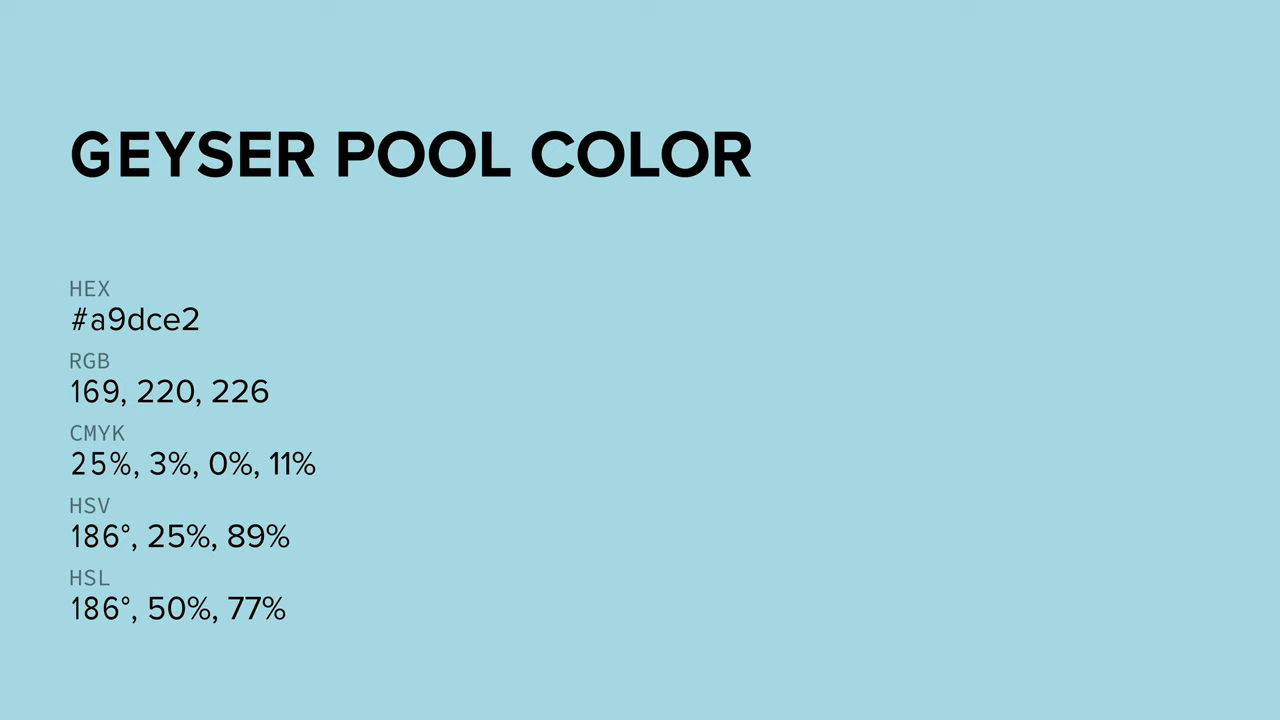 GEYSER POOL COLOR
HEX
#a9dce2
RGB
169, 220, 226
CMYK
25%, 3%, 0%, 11%
HSV
186°, 25%, 89%
HSL
186°, 50%, 77%